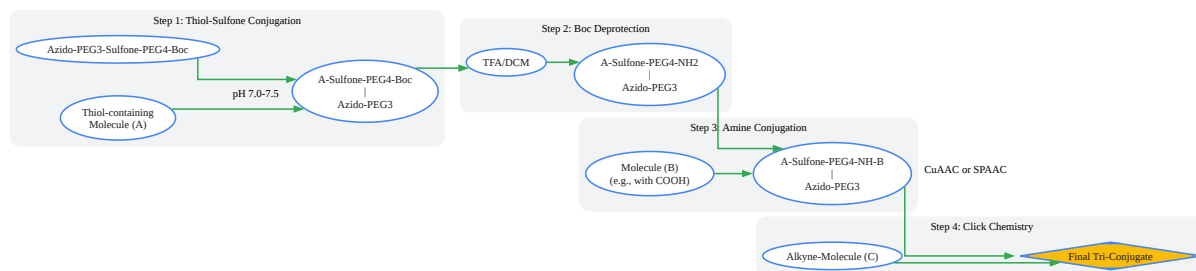 Step 1: Thiol-Sulfone Conjugation
Azido-PEG3-Sulfone-PEG4-Boc
Thiol-containing
Molecule (A)
pH 7.0-7.5
A-Sulfone-PEG4-Boc
|
Azido-PEG3
Step 2: Boc Deprotection
TFA/DCM
A-Sulfone-PEG4-NH2
|
Azido-PEG3
Step 3: Amine Conjugation
Molecule (B)
(e.g., with COOH)
A-Sulfone-PEG4-NH-B
|
Azido-PEG3
CuAAC or SPAAC
Step 4: Click Chemistry
Alkyne-Molecule (C)
Final Tri-Conjugate